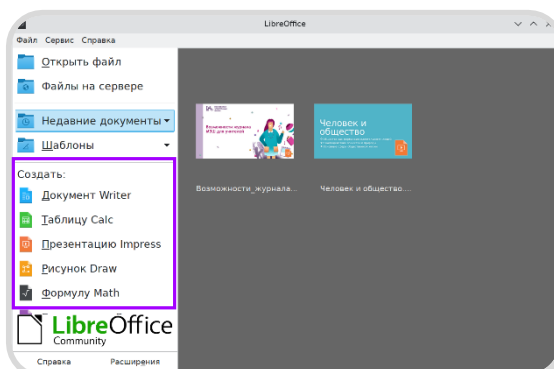 LibreOffice
Файл Сервис Справка
Открыть файл
Файлы на сервере
Недавние документы
Шаблоны
Создать:
Документ Writer
Таблицу Calc
Презентацию Impress
Рисунок Draw
Формулу Math
LibreOffice
Community
Справка Расширения
Возможности журнала
Человек и
общество
Возможности_журнала...
Человек и общество...